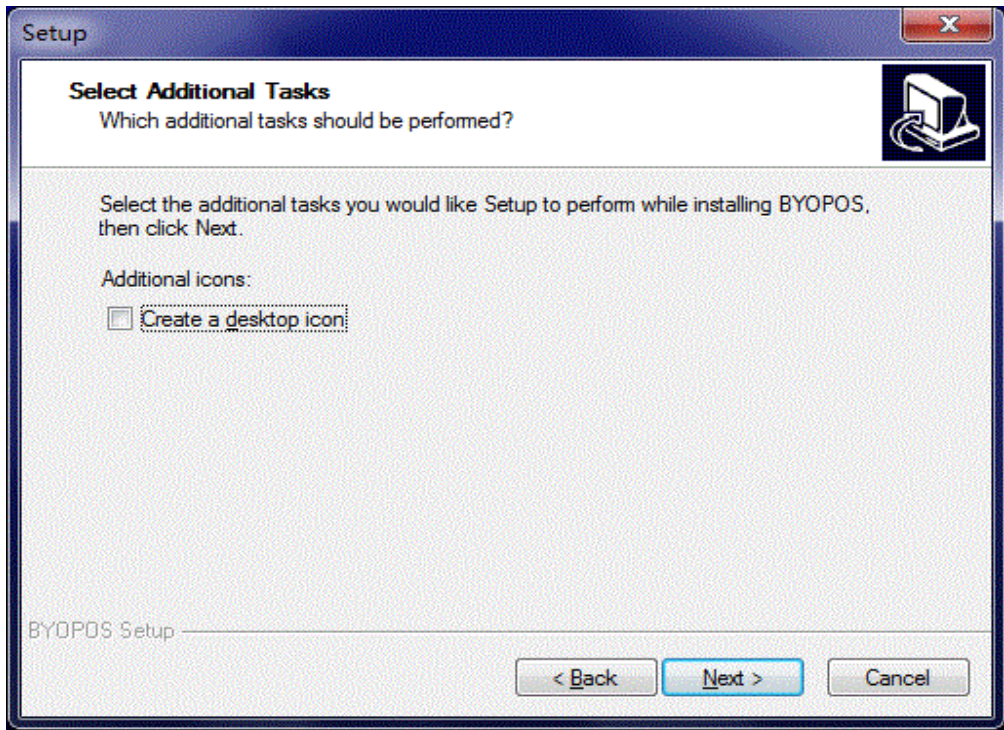 Setup
Select Additional Tasks
Which additional tasks should be performed?
Select the additional tasks you would like Setup to perform while installing BYOPOS,
then click Next.
Additional icons:
Create a desktop icon
BYOPOS Setup
< Back Next > Cancel